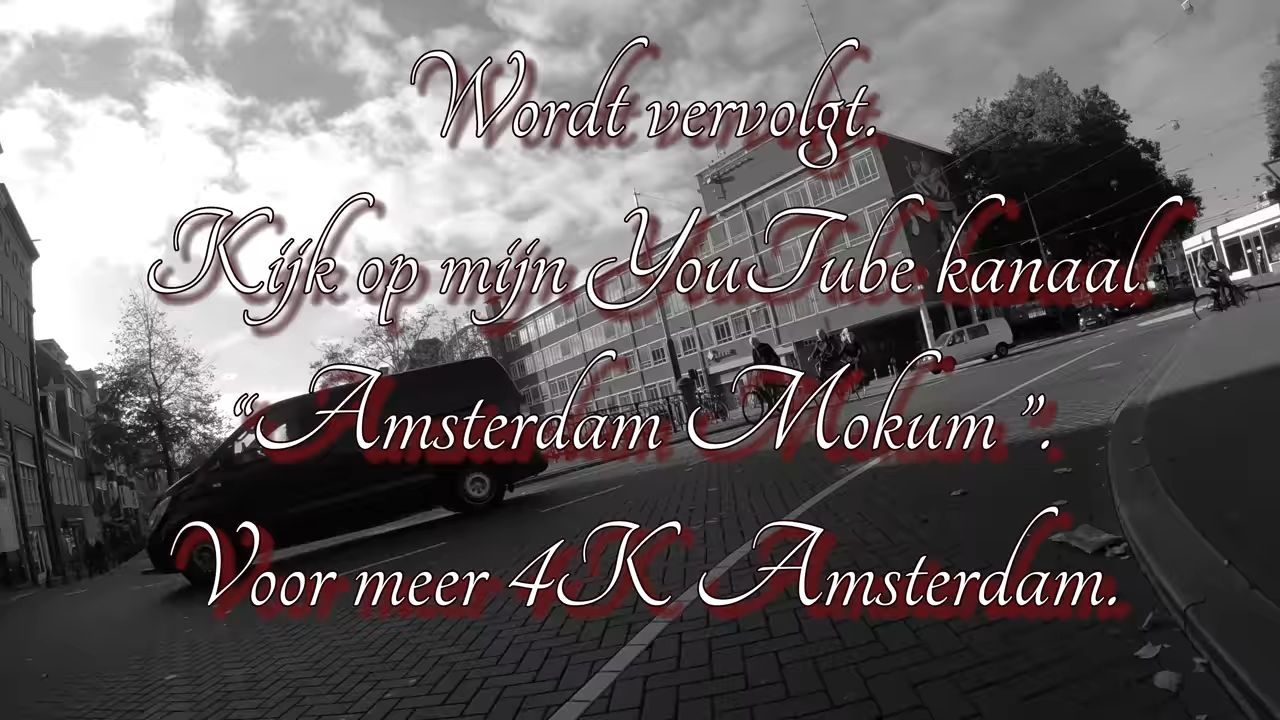 Wordt vervolgt.
Kijk op mijn YouTube kanaal
“Amsterdam Mokum ”.
Voor meer 4K Amsterdam.